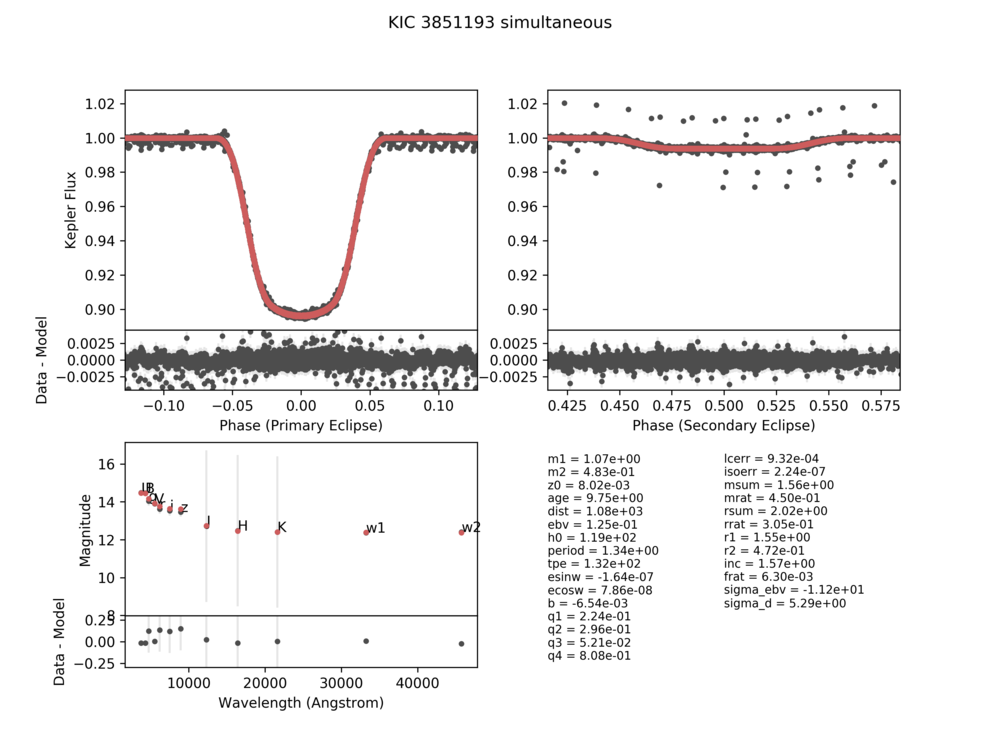 KIC 3851193 simultaneous
1.02
1.00
0.98
0.96
0.94
0.92
0.90
Kepler Flux
0.0025
0.0000
−0.0025
Data - Model
−0.10
−0.05
0.00
0.05
0.10
Phase (Primary Eclipse)
1.02
1.00
0.98
0.96
0.94
0.92
0.90
0.0025
0.0000
−0.0025
0.425
0.450
0.475
0.500
0.525
0.550
0.575
Phase (Secondary Eclipse)
16
14
12
10
8
Magnitude
U
B
g
V
r
i
z
J
H
K
w1
w2
0.25
0.00
−0.25
Data - Model
10000
20000
30000
40000
Wavelength (Angstrom)
m1 = 1.07e+00
m2 = 4.83e-01
z0 = 8.02e-03
age = 9.75e+00
dist = 1.08e+03
ebv = 1.25e-01
h0 = 1.19e+02
period = 1.34e+00
tpe = 1.32e+02
esinw = -1.64e-07
ecosw = 7.86e-08
b = -6.54e-03
q1 = 2.24e-01
q2 = 2.96e-01
q3 = 5.21e-02
q4 = 8.08e-01
lcerr = 9.32e-04
isoerr = 2.24e-07
msum = 1.56e+00
mrat = 4.50e-01
rsum = 2.02e+00
rrat = 3.05e-01
r1 = 1.55e+00
r2 = 4.72e-01
inc = 1.57e+00
frat = 6.30e-03
sigma_ebv = -1.12e+01
sigma_d = 5.29e+00